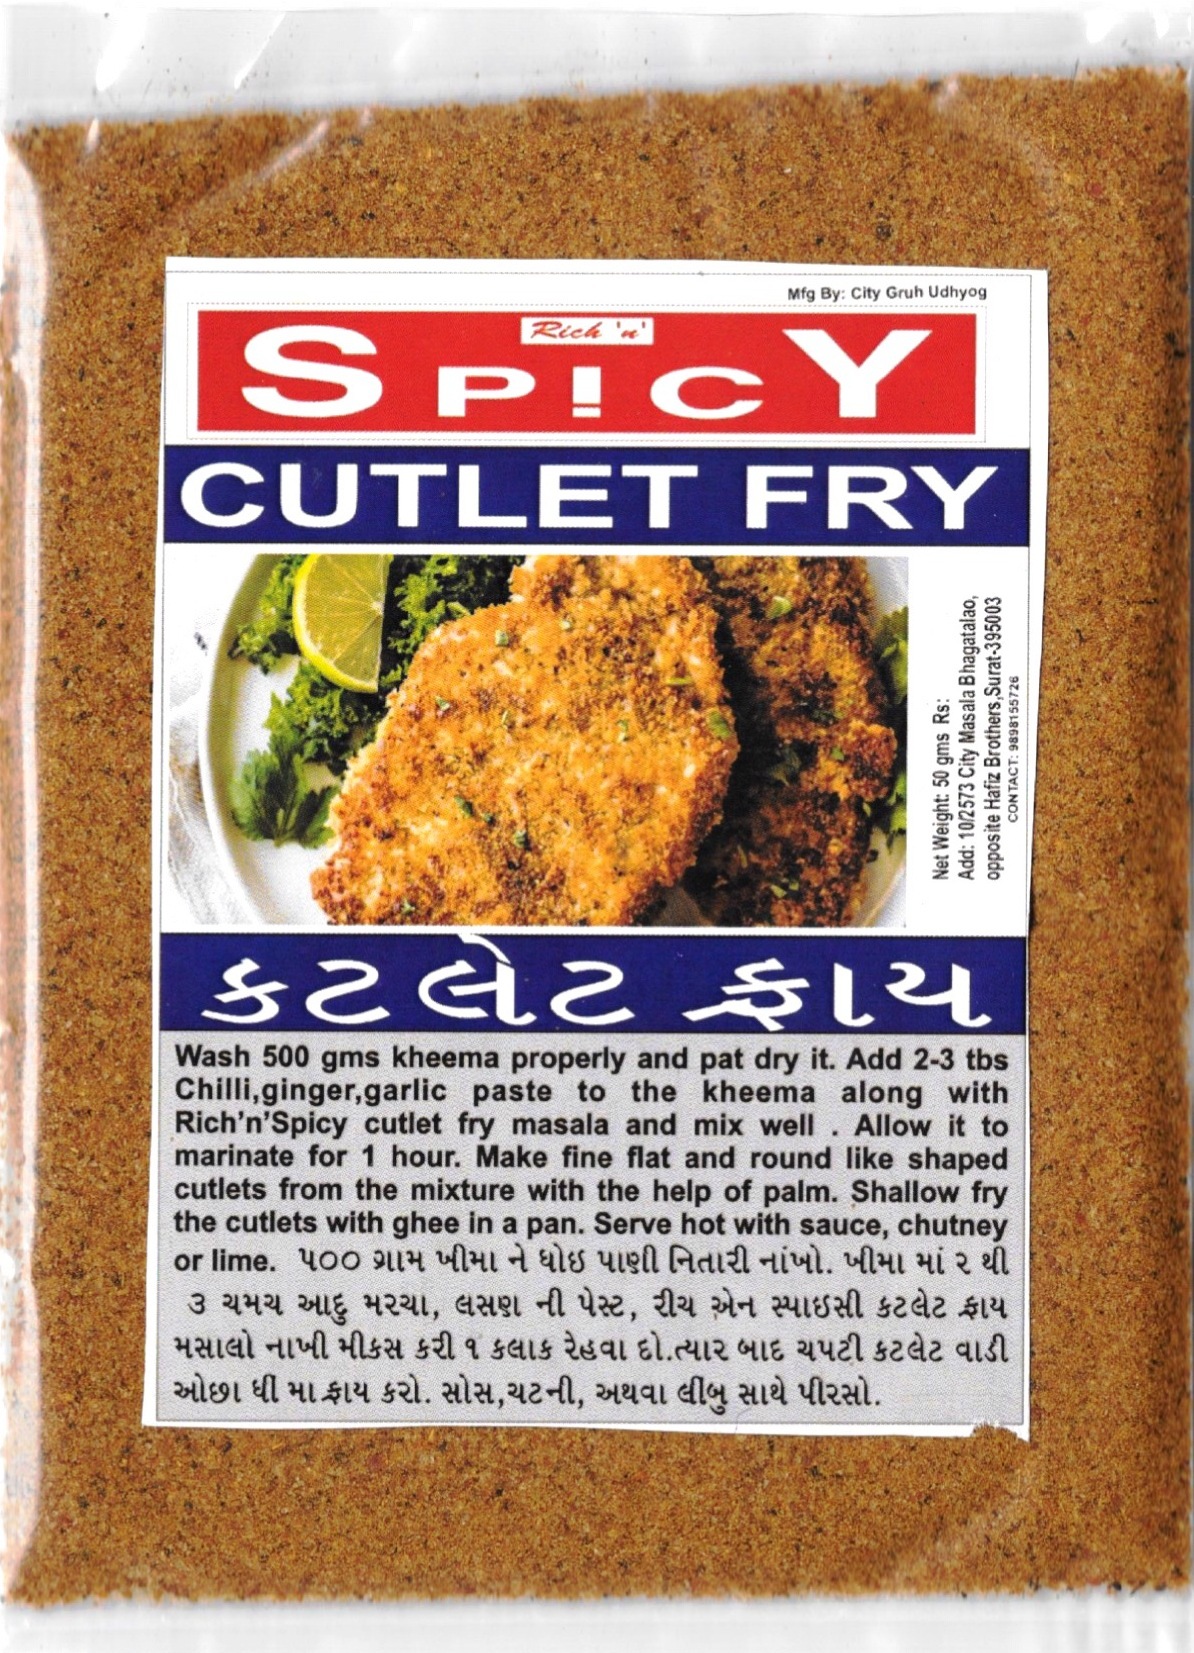 Mfg By: City Gruh Udhyog
Rich 'n'
SP!CY
CUTLET FRY
Net Weight: 50 gms Rs:
Add: 10/2573 City Masala Bhagatalao,
opposite Hafiz Brothers,Surat-395003
CONTACT: 9898155726
કટલેટ ફ્રાય
Wash 500 gms kheema properly and pat dry it. Add 2-3 tbs
Chilli,ginger,garlic paste to the kheema along with
Rich'n'Spicy cutlet fry masala and mix well . Allow it to
marinate for 1 hour. Make fine flat and round like shaped
cutlets from the mixture with the help of palm. Shallow fry
the cutlets with ghee in a pan. Serve hot with sauce, chutney
or lime. ૫૦૦ ગ્રામ ખીમા ને ધોઇ પાણી નિતારી નાંખો. ખીમા માં ૨ થી
૩ ચમચ આદુ મરચા, લસણ ની પેસ્ટ, રીચ એન સ્પાઇસી કટલેટ ફ્રાય
મસાલો નાખી મીકસ કરી ૧ કલાક રેહવા દો.ત્યાર બાદ ચપટી કટલેટ વાડી
ઓછા ઘી મા ફ્રાય કરો. સોસ,ચટની, અથવા લીંબુ સાથે પીરસો.